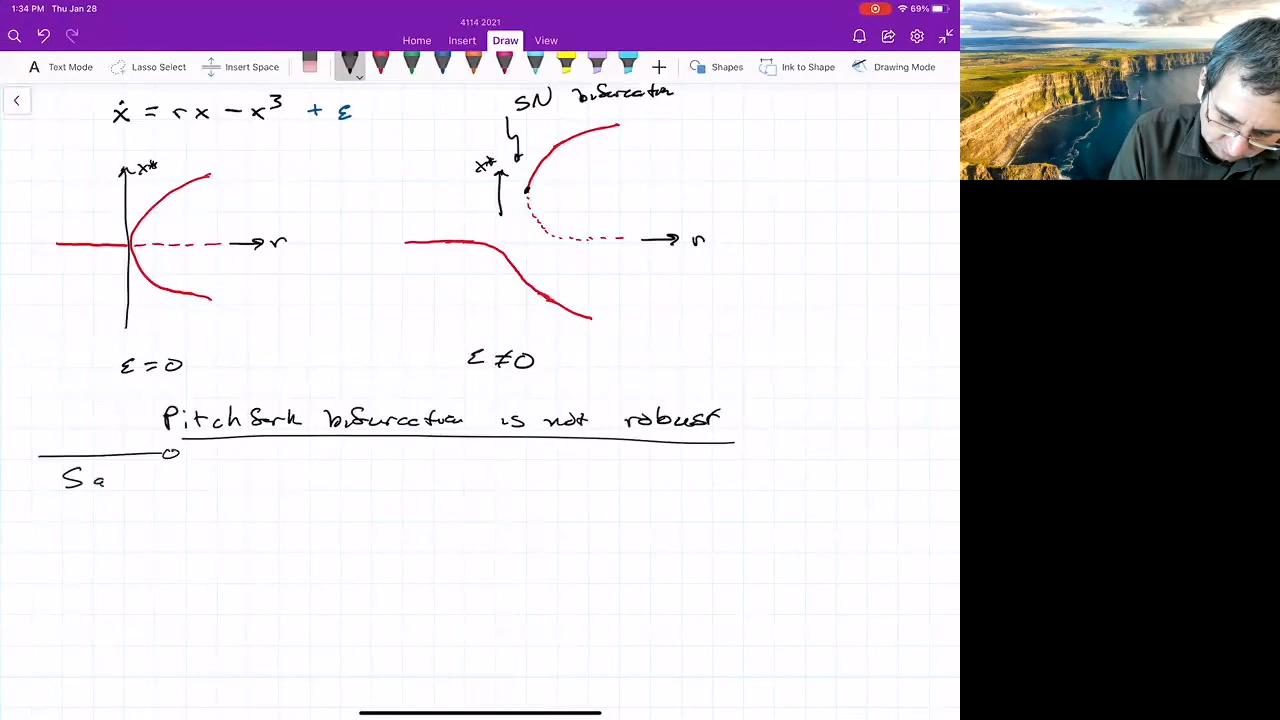 1:34 PM Thu Jan 28
69%
4114 2021
Home Insert Draw View
Text Mode Lasso Select Insert Space Shapes Ink to Shape Drawing Mode
SN bifurcation
ẋ = rx - x³ + ε
x*
x*
r
r
ε = 0
ε ≠ 0
Pitchfork bifurcation is not robust
Sa